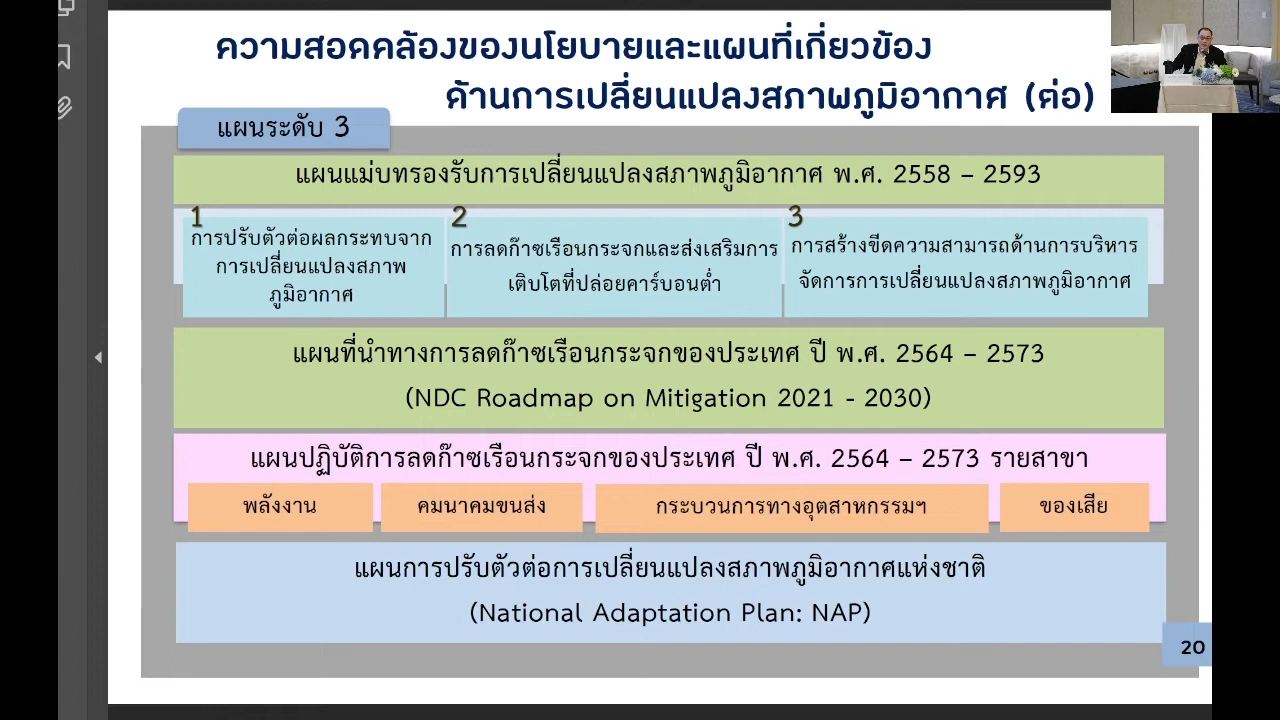 ความสอดคล้องของนโยบายและแผนที่เกี่ยวข้อง
ด้านการเปลี่ยนแปลงสภาพภูมิอากาศ (ต่อ)
แผนระดับ 3
แผนแม่บทรองรับการเปลี่ยนแปลงสภาพภูมิอากาศ พ.ศ. 2558 – 2593
1
การปรับตัวต่อผลกระทบจาก
การเปลี่ยนแปลงสภาพ
ภูมิอากาศ
2
การลดก๊าซเรือนกระจกและส่งเสริมการ
เติบโตที่ปล่อยคาร์บอนต่ำ
3
การสร้างขีดความสามารถด้านการบริหาร
จัดการการเปลี่ยนแปลงสภาพภูมิอากาศ
แผนที่นำทางการลดก๊าซเรือนกระจกของประเทศ ปี พ.ศ. 2564 – 2573
(NDC Roadmap on Mitigation 2021 - 2030)
แผนปฏิบัติการลดก๊าซเรือนกระจกของประเทศ ปี พ.ศ. 2564 – 2573 รายสาขา
พลังงาน
คมนาคมขนส่ง
กระบวนการทางอุตสาหกรรมฯ
ของเสีย
แผนการปรับตัวต่อการเปลี่ยนแปลงสภาพภูมิอากาศแห่งชาติ
(National Adaptation Plan: NAP)
20